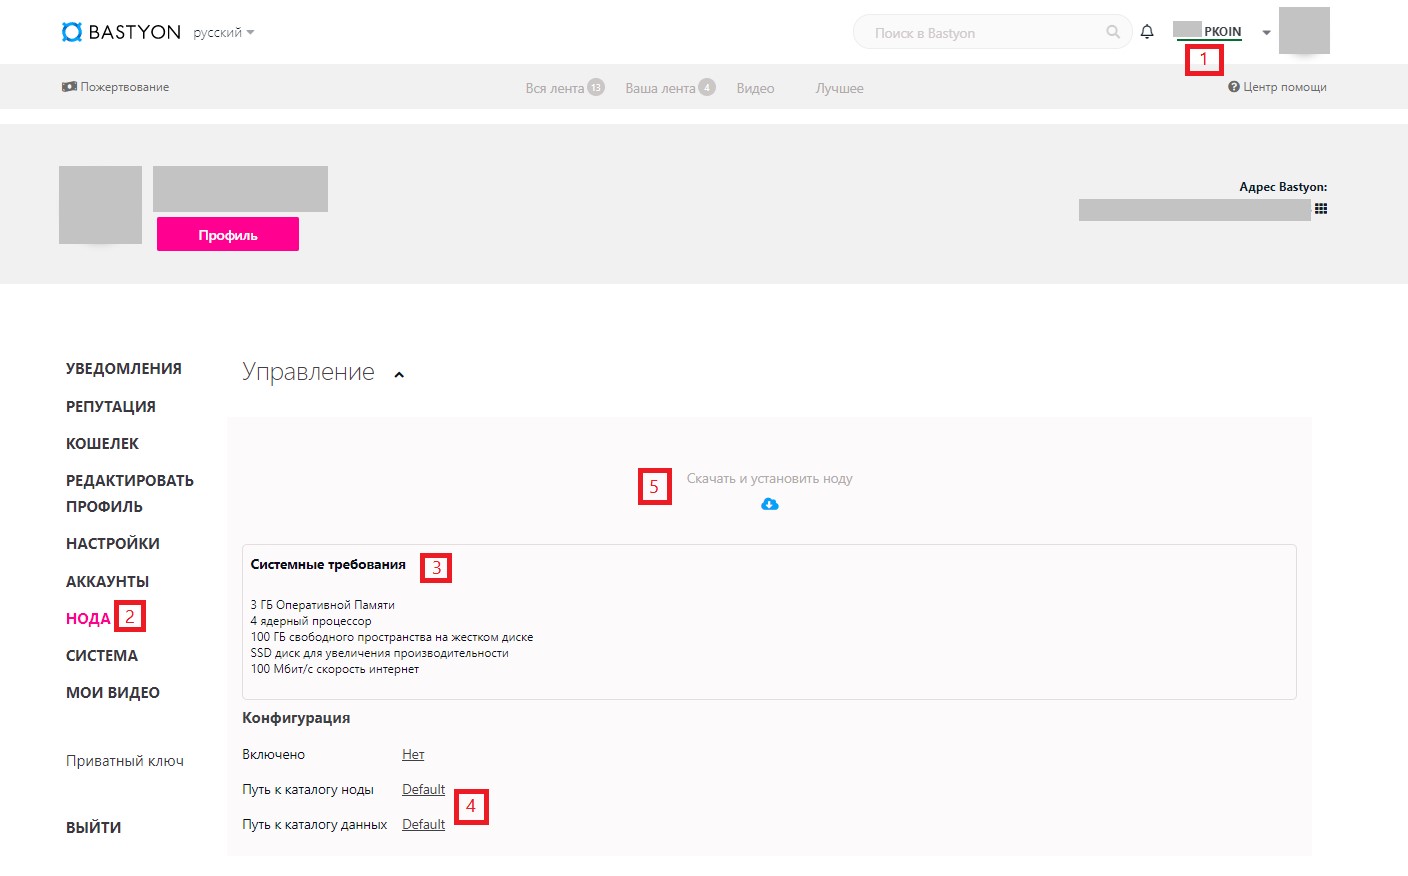 BASTYON русский
Поиск в Bastyon
PKOIN
1
Пожертвование
Вся лента 13 Ваша лента 4 Видео Лучшее
Центр помощи
Профиль
Адрес Bastyon:
УВЕДОМЛЕНИЯ
РЕПУТАЦИЯ
КОШЕЛЕК
РЕДАКТИРОВАТЬ
ПРОФИЛЬ
НАСТРОЙКИ
АККАУНТЫ
НОДА 2
СИСТЕМА
МОИ ВИДЕО
Приватный ключ
ВЫЙТИ
Управление
5 Скачать и установить ноду
Системные требования 3
3 ГБ Оперативной Памяти
4 ядерный процессор
100 ГБ свободного пространства на жестком диске
SSD диск для увеличения производительности
100 Мбит/с скорость интернет
Конфигурация
Включено Нет
Путь к каталогу ноды Default
4
Путь к каталогу данных Default